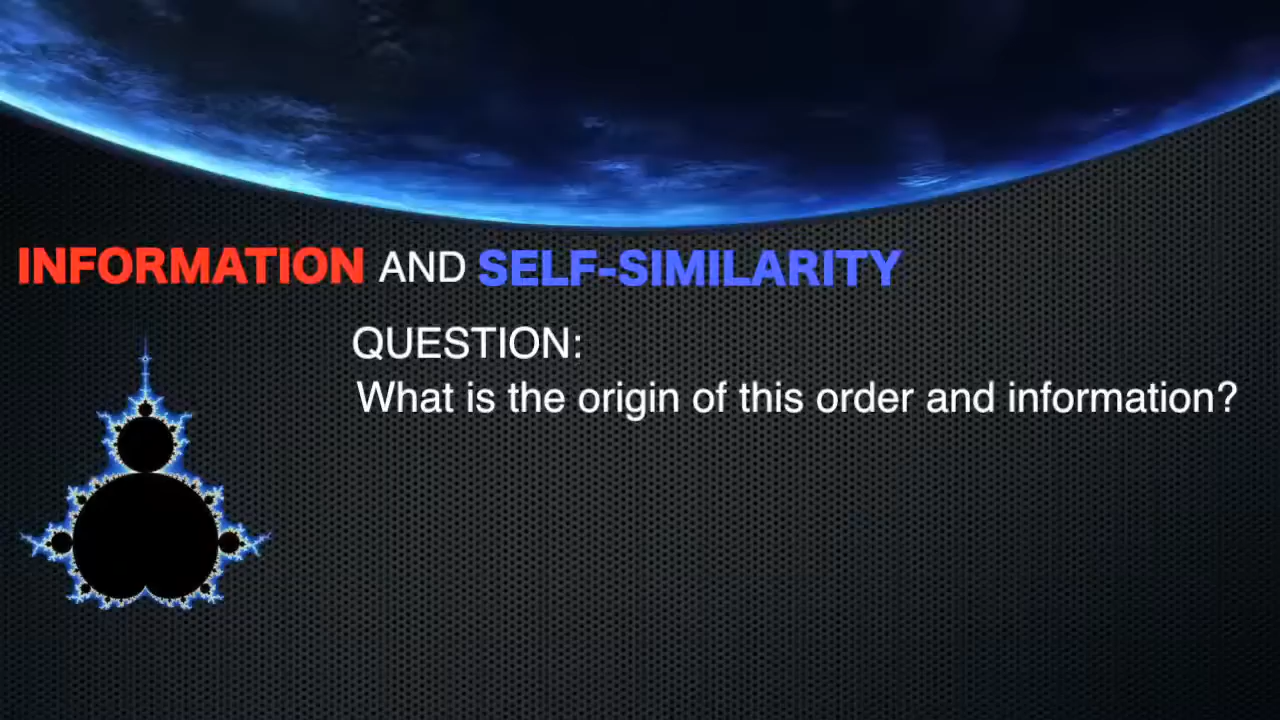 INFORMATION AND SELF-SIMILARITY
QUESTION:
What is the origin of this order and information?